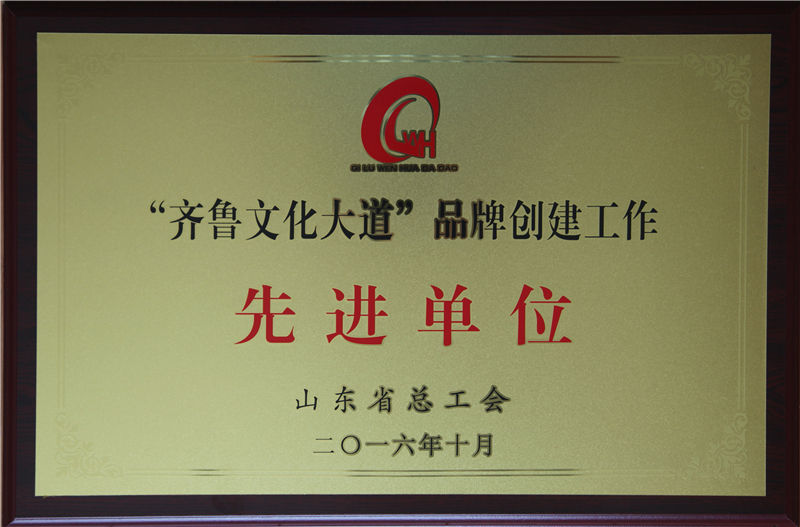 WH
QI LU WEN HUA DA DAO
“齐鲁文化大道”品牌创建工作
先进单位
山东省总工会
二〇一六年十月